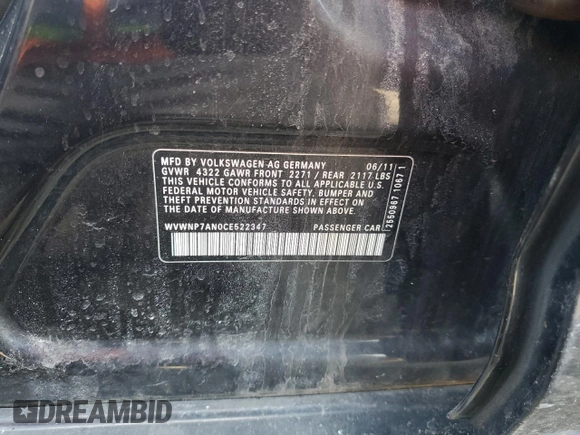 MFD BY VOLKSWAGEN AG GERMANY 06/11
GVWR 4322 GAWR FRONT 2271 / REAR 2117 LBS
THIS VEHICLE CONFORMS TO ALL APPLICABLE U.S.
FEDERAL MOTOR VEHICLE SAFETY, BUMPER AND
THEFT PREVENTION STANDARDS IN EFFECT ON
THE DATE OF MANUFACTURE SHOWN ABOVE.
WVWNP7AN0CE522347 PASSENGER CAR
2560967 1067 1
DREAMBID